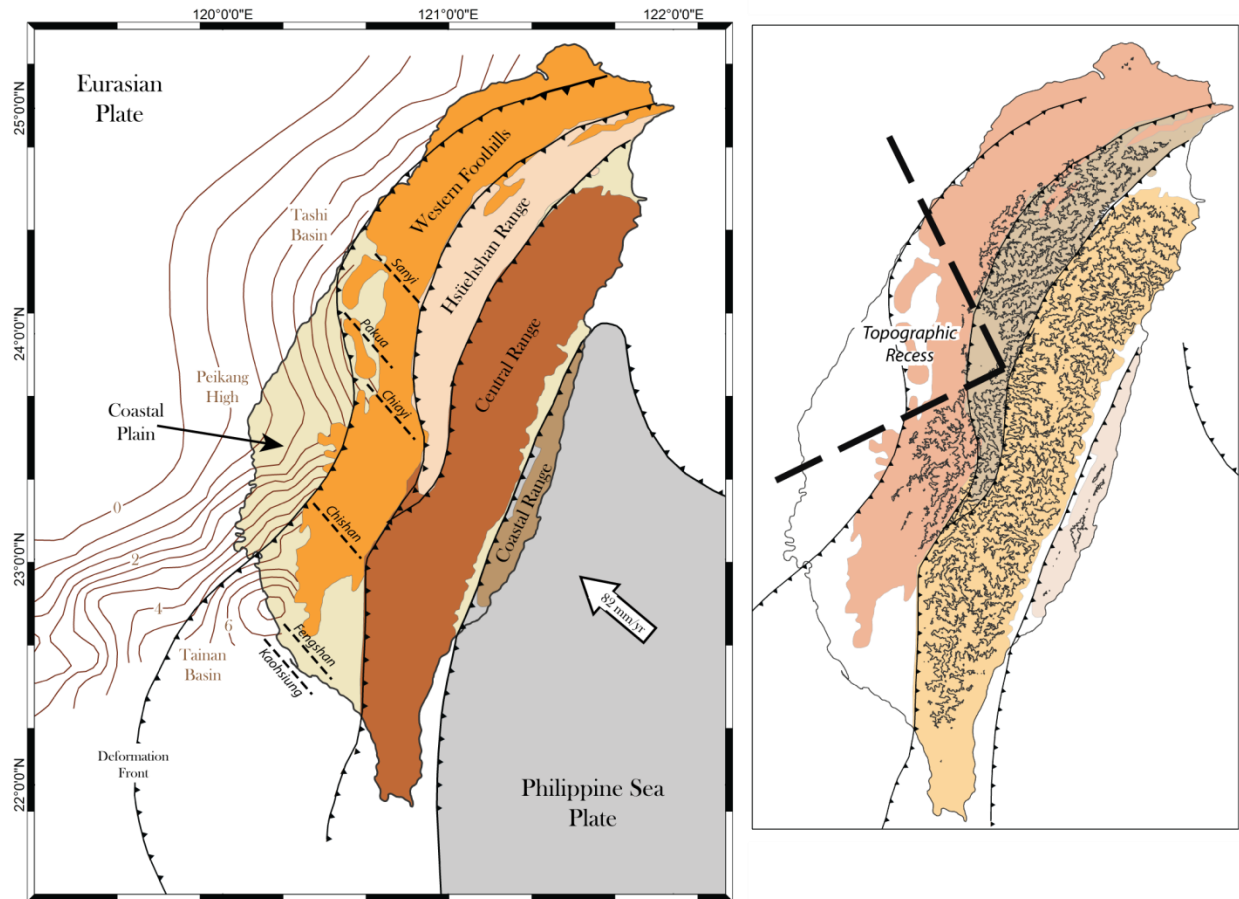 120°0'0"E
121°0'0"E
122°0'0"E
25°0'0"N
24°0'0"N
23°0'0"N
22°0'0"N
Eurasian
Plate
Tashi
Basin
Western Foothills
Hsüehshan Range
Sanyi
Pakua
Peikang
High
Chiayi
Central Range
Coastal
Plain
Coastal Range
0
Chishan
2
4
6
82 mm/yr
Tainan
Basin
Fengshan
Kaohsiung
Deformation
Front
Philippine Sea
Plate
Topographic
Recess